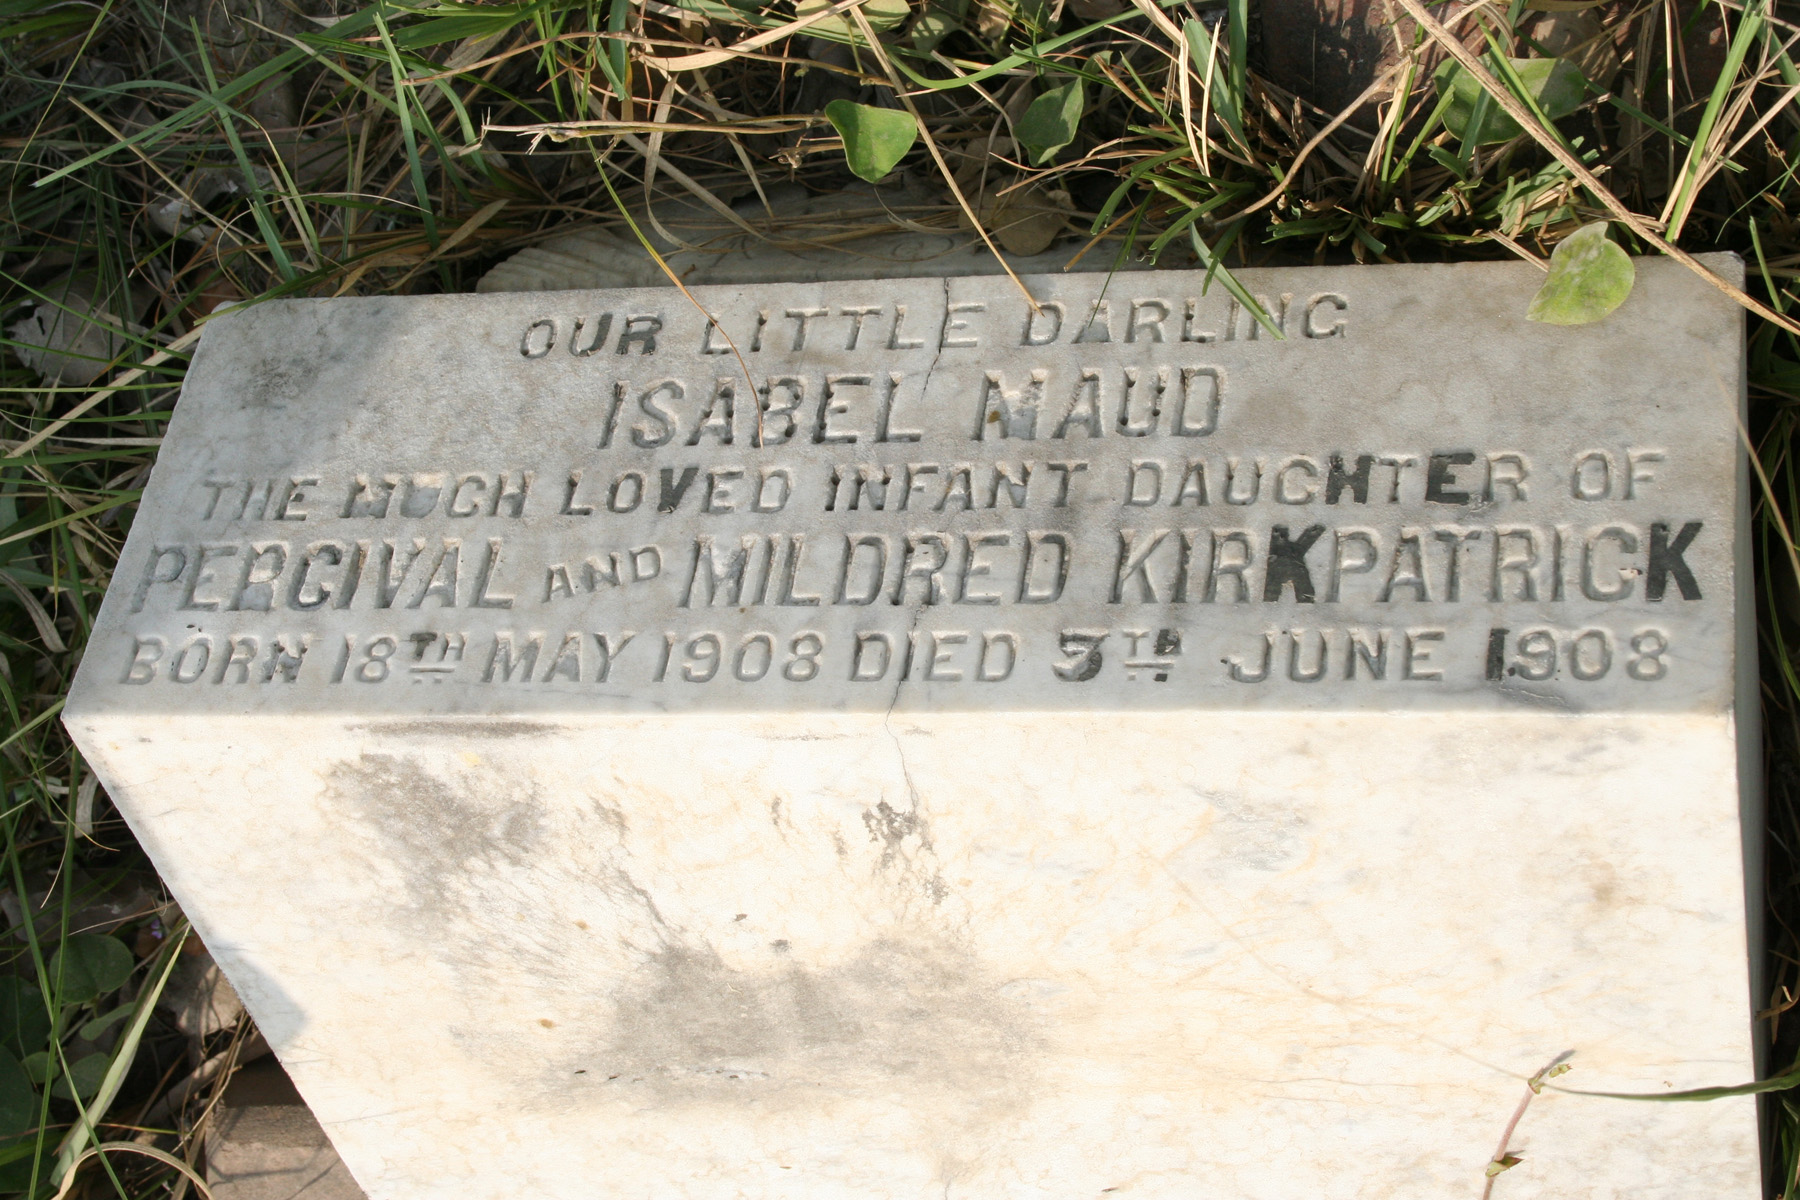 OUR LITTLE DARLING
ISABEL MAUD
THE MUCH LOVED INFANT DAUGHTER OF
PERCIVAL AND MILDRED KIRKPATRICK
BORN 18TH MAY 1908 DIED 3TH JUNE 1908